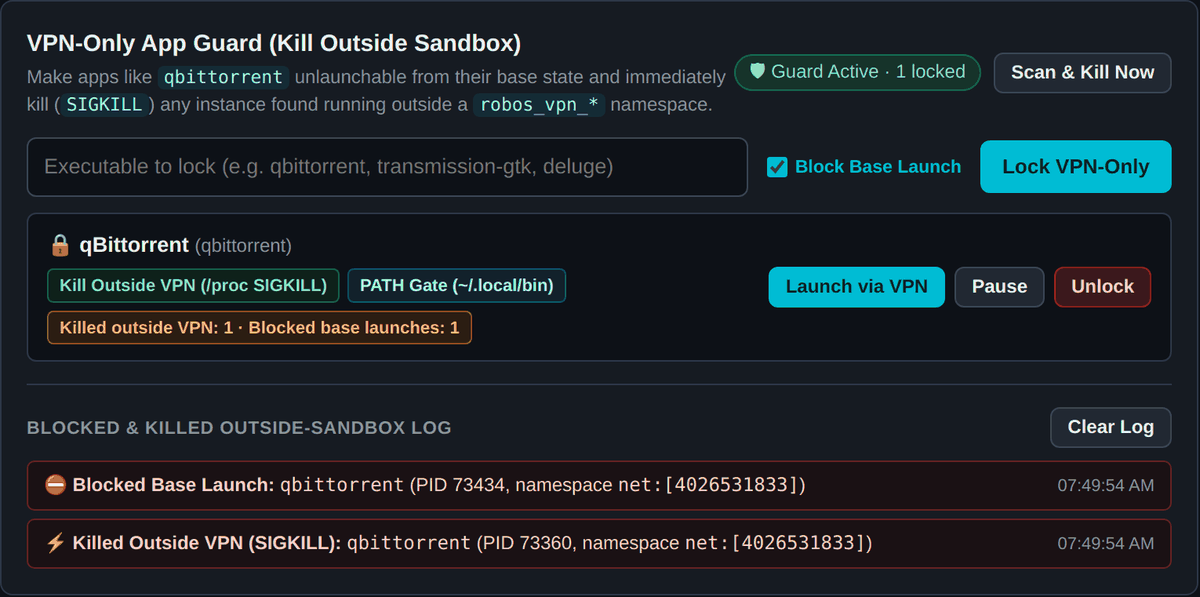 VPN-Only App Guard (Kill Outside Sandbox)
Make apps like qbittorrent unlaunchable from their base state and immediately
kill (SIGKILL) any instance found running outside a robos_vpn_* namespace.
Guard Active · 1 locked
Scan & Kill Now
Executable to lock (e.g. qbittorrent, transmission-gtk, deluge)
Block Base Launch
Lock VPN-Only
qBittorrent (qbittorrent)
Kill Outside VPN (/proc SIGKILL)
PATH Gate (~/.local/bin)
Killed outside VPN: 1 · Blocked base launches: 1
Launch via VPN
Pause
Unlock
BLOCKED & KILLED OUTSIDE-SANDBOX LOG
Clear Log
Blocked Base Launch: qbittorrent (PID 73434, namespace net:[4026531833])
07:49:54 AM
Killed Outside VPN (SIGKILL): qbittorrent (PID 73360, namespace net:[4026531833])
07:49:54 AM